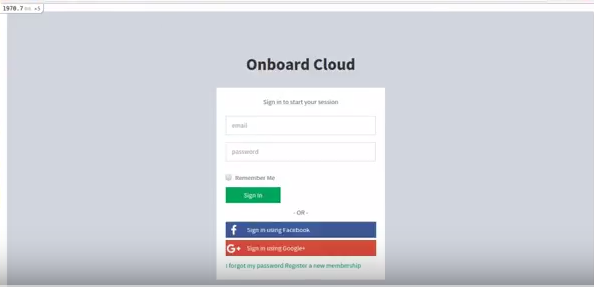 1978.7 ms ×5
Onboard Cloud
Sign in to start your session
email
password
Remember Me
Sign In
- OR -
Sign in using Facebook
G+ Sign in using Google+
I forgot my password Register a new membership